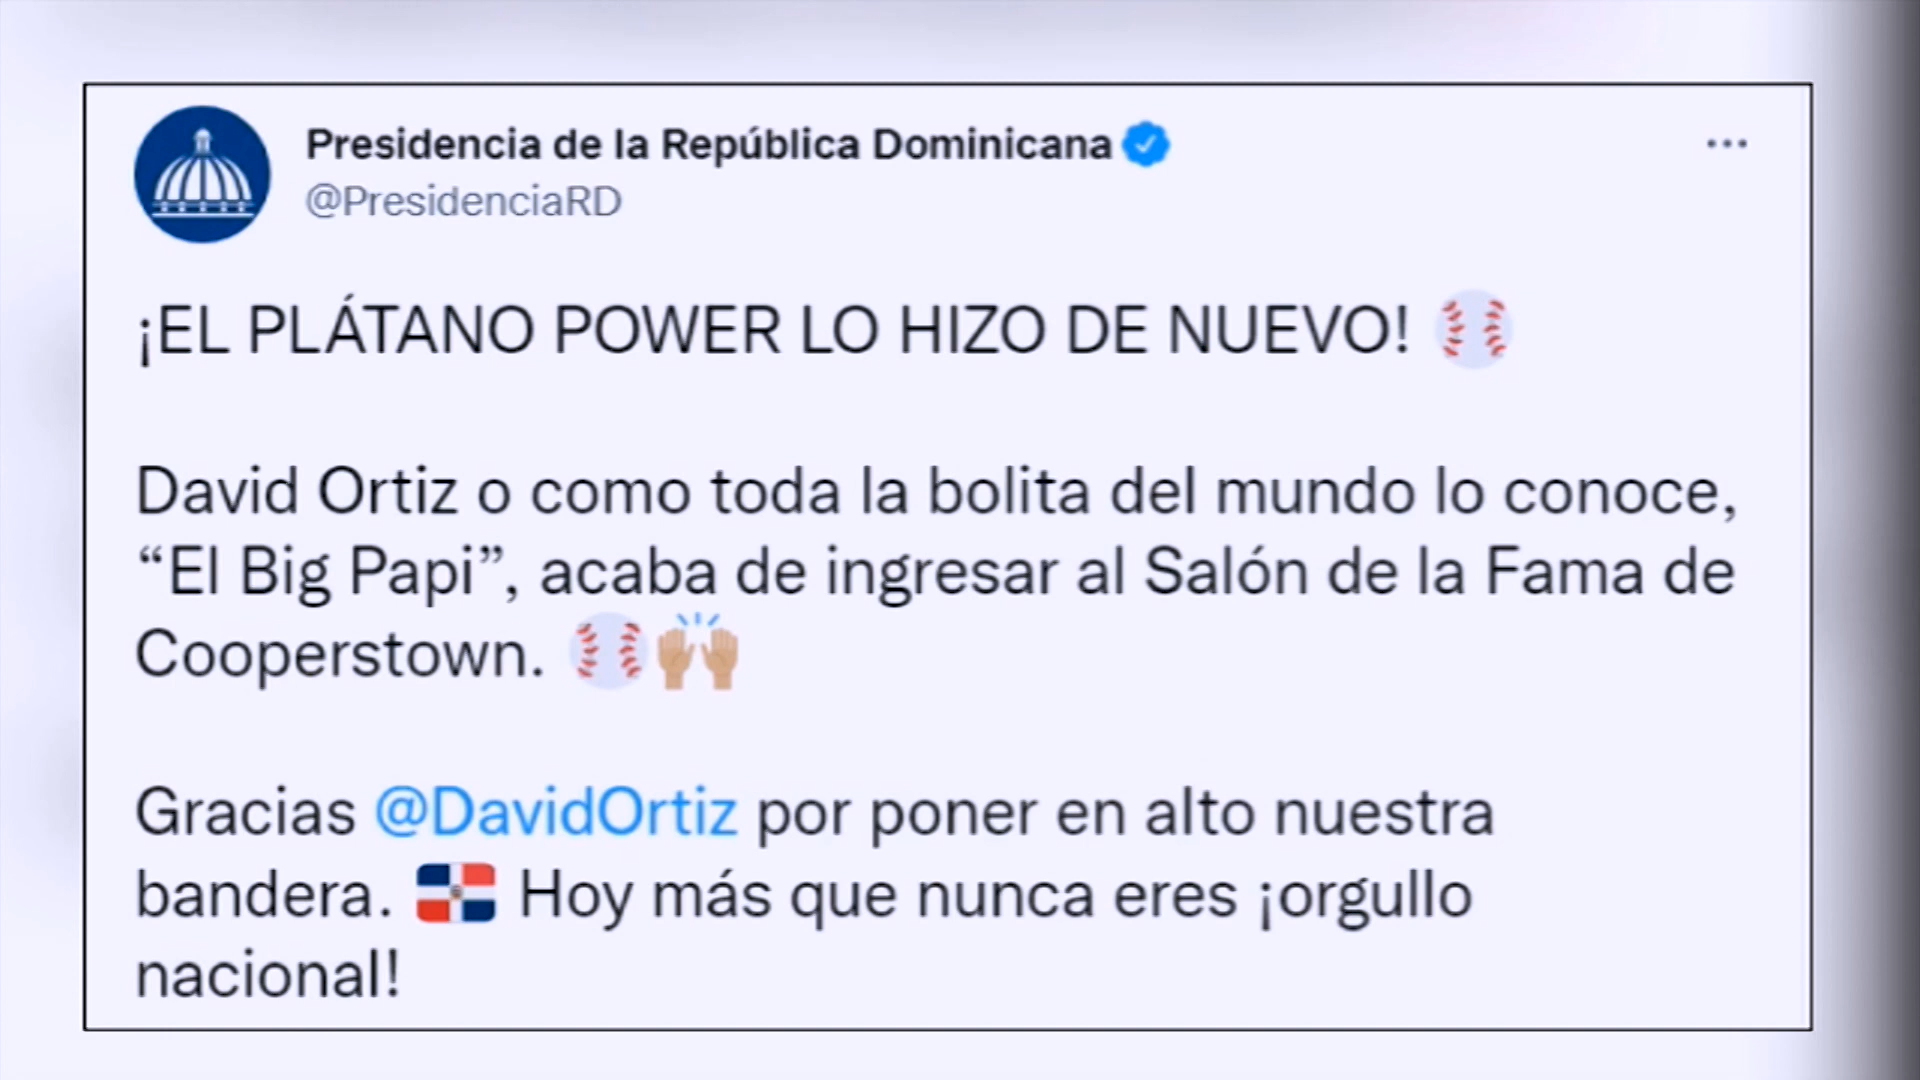 Presidencia de la República Dominicana
@PresidenciaRD
¡EL PLÁTANO POWER LO HIZO DE NUEVO! ⚾
David Ortiz o como toda la bolita del mundo lo conoce,
“El Big Papi”, acaba de ingresar al Salón de la Fama de
Cooperstown. ⚾🙌🏼
Gracias @DavidOrtiz por poner en alto nuestra
bandera. 🇩🇴 Hoy más que nunca eres ¡orgullo
nacional!